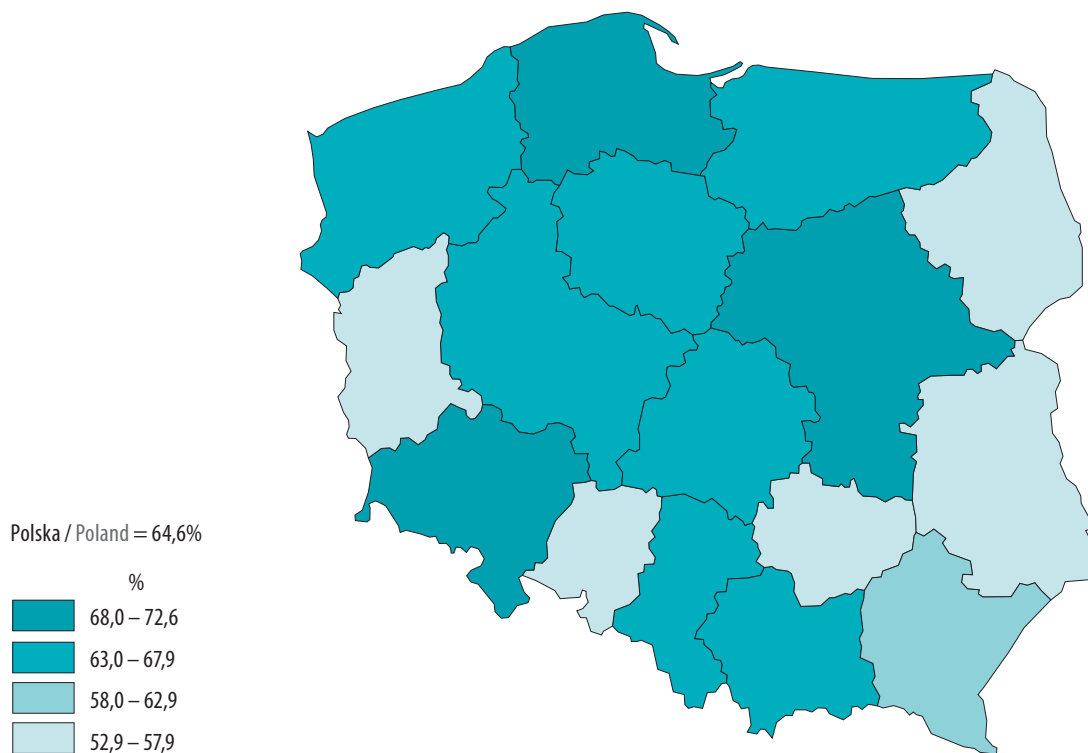 Polska / Poland = 64,6%
%
68,0 – 72,6
63,0 – 67,9
58,0 – 62,9
52,9 – 57,9